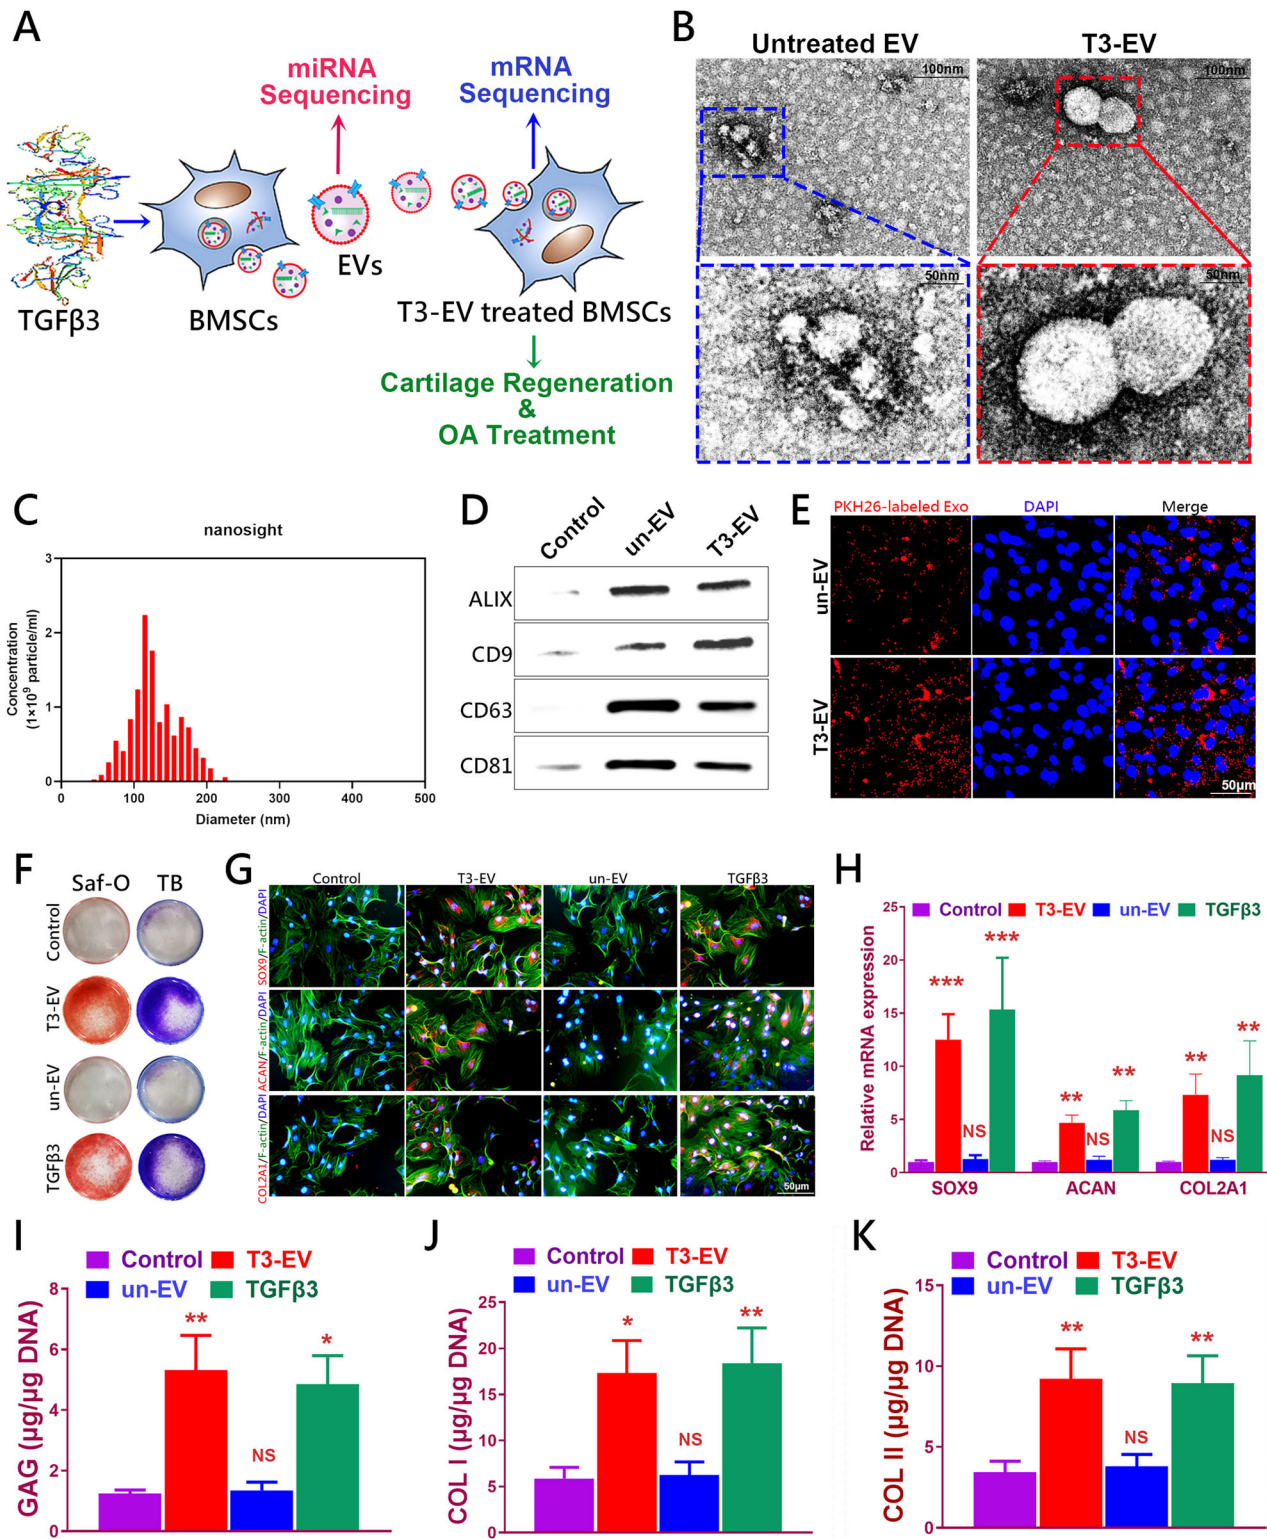 A
miRNA
Sequencing
mRNA
Sequencing
EVs
TGFβ3
BMSCs
T3-EV treated BMSCs
Cartilage Regeneration
&
OA Treatment
B
Untreated EV
T3-EV
100nm
100nm
50nm
50nm
C
nanosight
Concentration
(1×10⁹ particle/ml)
3
2
1
0
0
100
200
300
400
500
Diameter (nm)
D
Control
un-EV
T3-EV
ALIX
CD9
CD63
CD81
E
PKH26-labeled Exo
DAPI
Merge
un-EV
T3-EV
50μm
F
Saf-O
TB
Control
T3-EV
un-EV
TGFβ3
G
Control
T3-EV
un-EV
TGFβ3
SOX9/F-actin/DAPI
ACAN/F-actin/DAPI
COL2A1/F-actin/DAPI
50μm
H
Control
T3-EV
un-EV
TGFβ3
Relative mRNA expression
25
20
15
10
5
0
***
NS
***
**
NS
**
**
NS
**
SOX9
ACAN
COL2A1
I
Control
T3-EV
un-EV
TGFβ3
GAG (μg/μg DNA)
8
6
4
2
0
**
NS
*
J
Control
T3-EV
un-EV
TGFβ3
COL I (μg/μg DNA)
25
20
15
10
5
0
*
NS
**
K
Control
T3-EV
un-EV
TGFβ3
COL II (μg/μg DNA)
15
10
5
0
**
NS
**